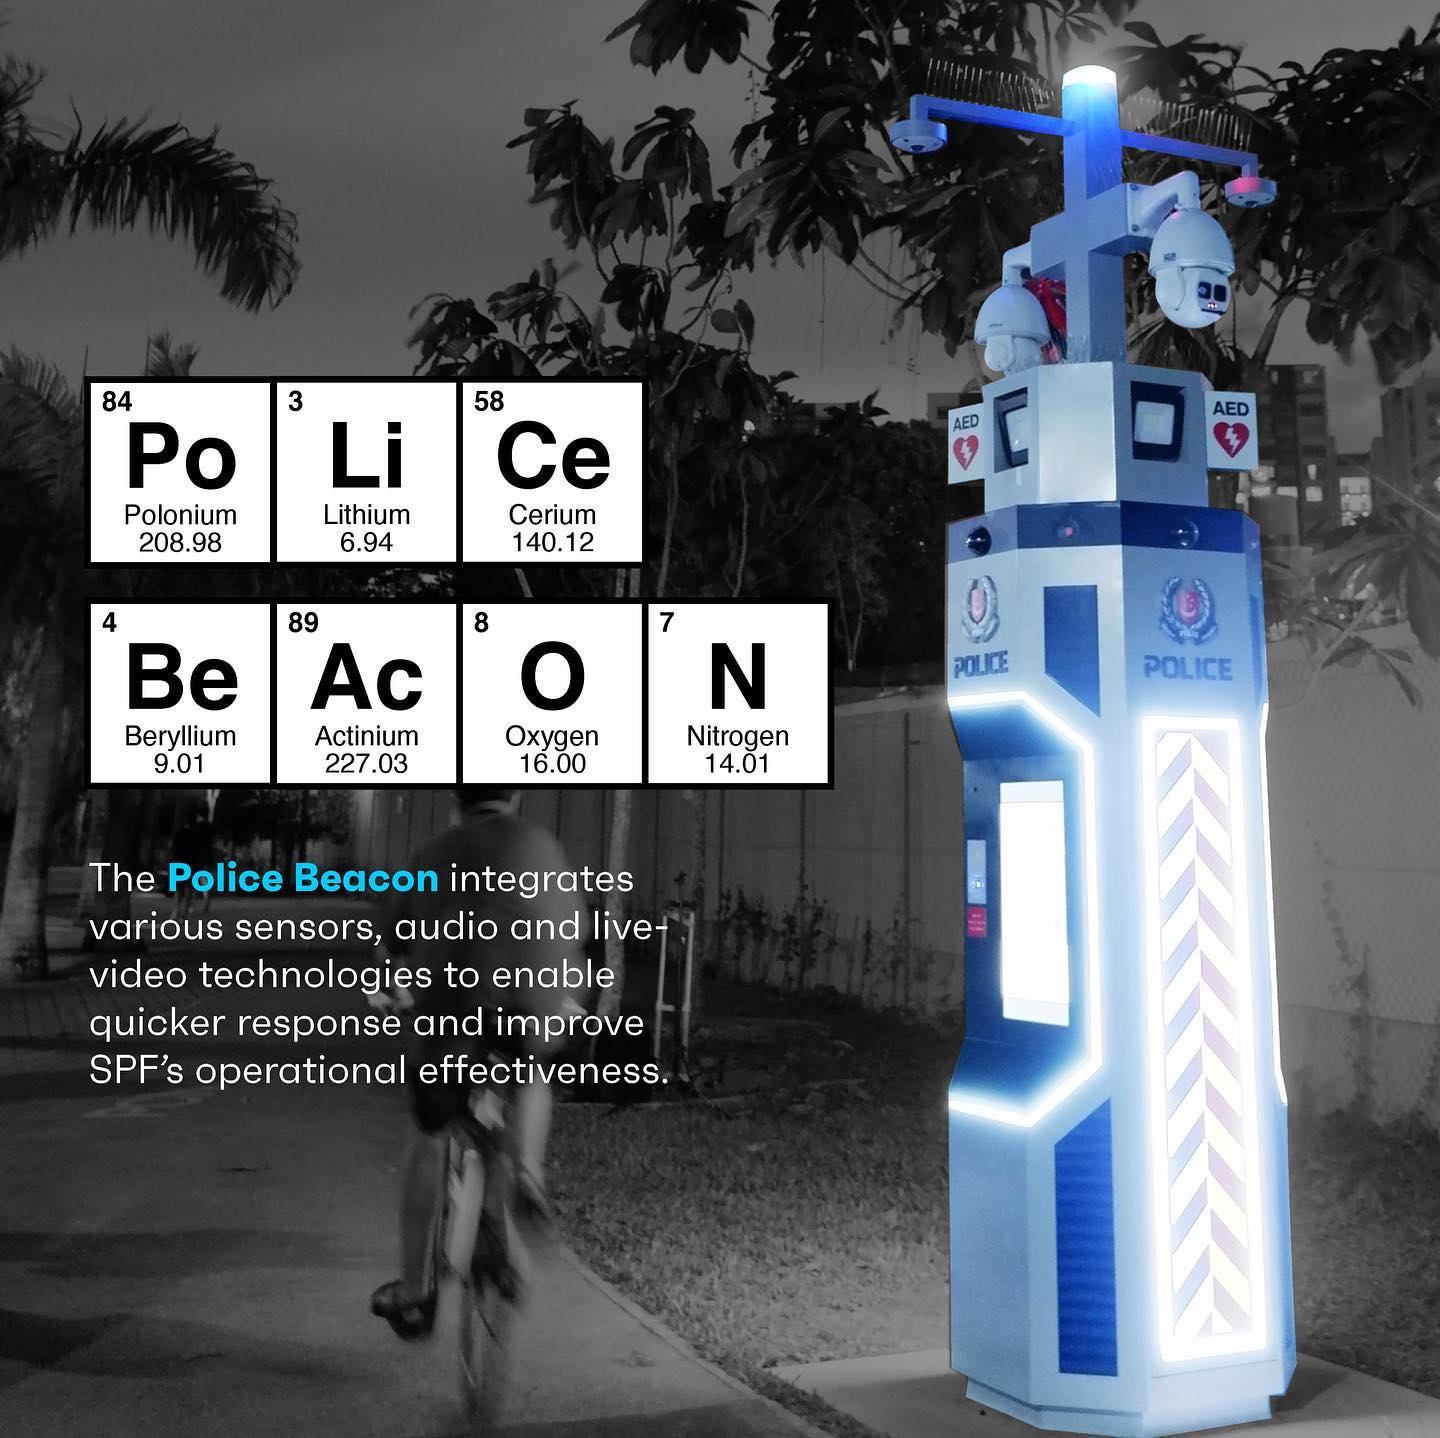 84 3 58
Po Li Ce
Polonium Lithium Cerium
208.98 6.94 140.12
4 89 8 7
Be Ac O N
Beryllium Actinium Oxygen Nitrogen
9.01 227.03 16.00 14.01
The Police Beacon integrates
various sensors, audio and live-
video technologies to enable
quicker response and improve
SPF’s operational effectiveness.
AED AED
POLICE POLICE